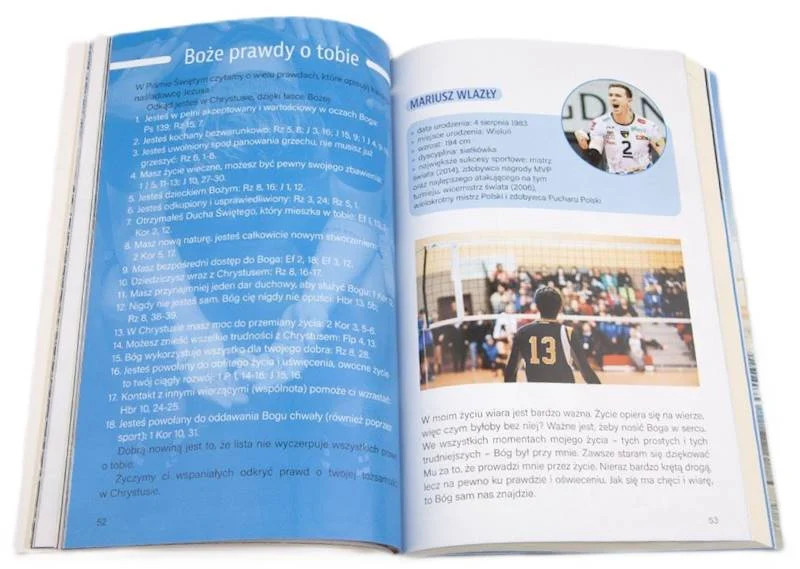 Boże prawdy o tobie
W Piśmie Świętym czytamy o wielu prawdach, które opisują
naśladowcę Jezusa.
Odkąd jesteś w Chrystusie, dzięki łasce Bożej:
1. Jesteś w pełni akceptowany i wartościowy w oczach Boga:
Ps 139; Rz 15, 7.
2. Jesteś kochany bezwarunkowo: Rz 5, 8; J 3, 16; J 15, 9; 1 J 4, 9-10
3. Jesteś uwolniony spod panowania grzechu, nie musisz już
grzeszyć: Rz 6, 1-6.
4. Masz życie wieczne, możesz być pewny swojego zbawienia:
1 J 5, 11-13; J 10, 27-30.
5. Jesteś dzieckiem Bożym: Rz 8, 16; J 1, 12.
6. Jesteś odkupiony i usprawiedliwiony: Rz 3, 24; Rz 5, 1.
7. Otrzymałeś Ducha Świętego, który mieszka w tobie: Ef 1, 13;
Kor 2, 12.
8. Masz nową naturę, jesteś całkowicie nowym stworzeniem:
2 Kor 5, 17.
9. Masz bezpośredni dostęp do Boga: Ef 2, 18; Ef 3, 12.
10. Dziedziczysz wraz z Chrystusem: Rz 8, 16-17.
11. Masz przynajmniej jeden dar duchowy, aby służyć Bogu: 1 Kor 12.
12. Nigdy nie jesteś sam. Bóg cię nigdy nie opuści: Hbr 13, 5b;
Rz 8, 38-39.
13. W Chrystusie masz moc do przemiany życia: 2 Kor 3, 5-6.
14. Możesz znieść wszelkie trudności z Chrystusem: Flp 4, 13.
15. Bóg wykorzystuje wszystko dla twojego dobra: Rz 8, 28.
16. Jesteś powołany do obfitego życia i uświęcenia, owocne życie
to twój ciągły rozwój: 1 P 1, 14-16; J 15, 16.
17. Kontakt z innymi wierzącymi (wspólnota) pomoże ci wzrastać:
Hbr 10, 24-25.
18. Jesteś powołany do oddawania Bogu chwały (również poprzez
sport): 1 Kor 10, 31.
Dobrą nowiną jest to, że lista nie wyczerpuje wszystkich prawd
o tobie.
Życzymy ci wspaniałych odkryć prawd o twojej tożsamości
w Chrystusie.
52
MARIUSZ WLAZŁY
• data urodzenia: 4 sierpnia 1983
• miejsce urodzenia: Wieluń
• wzrost: 194 cm
• dyscyplina: siatkówka
• największe sukcesy sportowe: mistrz
świata (2014), zdobywca nagrody MVP
oraz najlepszego atakującego na tym
turnieju, wicemistrz świata (2006),
wielokrotny mistrz Polski i zdobywca Pucharu Polski
2
13
W moim życiu wiara jest bardzo ważna. Życie opiera się na wierze,
więc czym byłoby bez niej? Ważne jest, żeby nosić Boga w sercu.
We wszystkich momentach mojego życia – tych prostych i tych
trudniejszych – Bóg był przy mnie. Zawsze staram się dziękować
Mu za to, że prowadzi mnie przez życie. Nieraz bardzo krętą drogą,
lecz na pewno ku prawdzie i oświeceniu. Jak się ma chęci i wiarę,
to Bóg sam nas znajdzie.
53